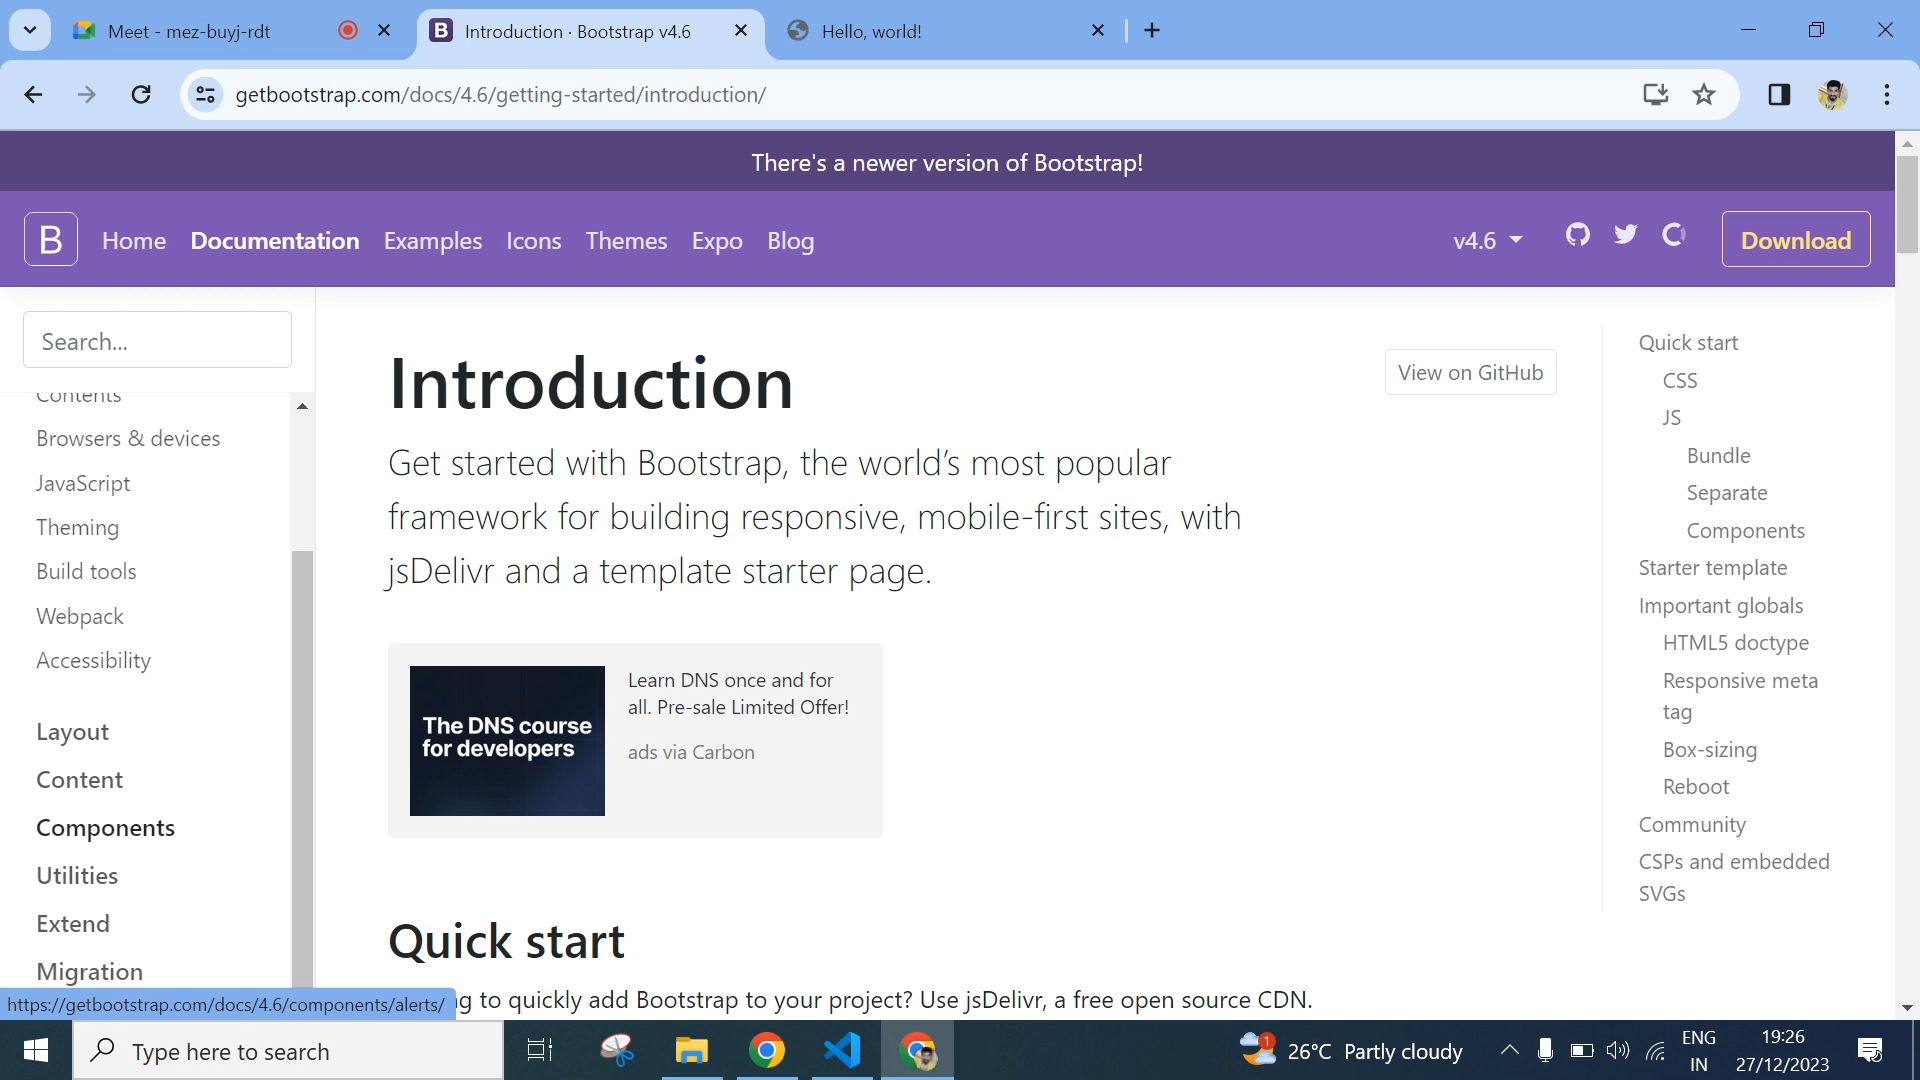 Meet - mez-buyj-rdt
Introduction · Bootstrap v4.6
Hello, world!
getbootstrap.com/docs/4.6/getting-started/introduction/
There's a newer version of Bootstrap!
B
Home
Documentation
Examples
Icons
Themes
Expo
Blog
v4.6
Download
Search...
Contents
Browsers & devices
JavaScript
Theming
Build tools
Webpack
Accessibility
Layout
Content
Components
Utilities
Extend
Migration
Introduction
View on GitHub
Get started with Bootstrap, the world’s most popular
framework for building responsive, mobile-first sites, with
jsDelivr and a template starter page.
The DNS course
for developers
Learn DNS once and for
all. Pre-sale Limited Offer!
ads via Carbon
Quick start
g to quickly add Bootstrap to your project? Use jsDelivr, a free open source CDN.
Quick start
CSS
JS
Bundle
Separate
Components
Starter template
Important globals
HTML5 doctype
Responsive meta
tag
Box-sizing
Reboot
Community
CSPs and embedded
SVGs
https://getbootstrap.com/docs/4.6/components/alerts/
Type here to search
1
26°C Partly cloudy
ENG
IN
19:26
27/12/2023